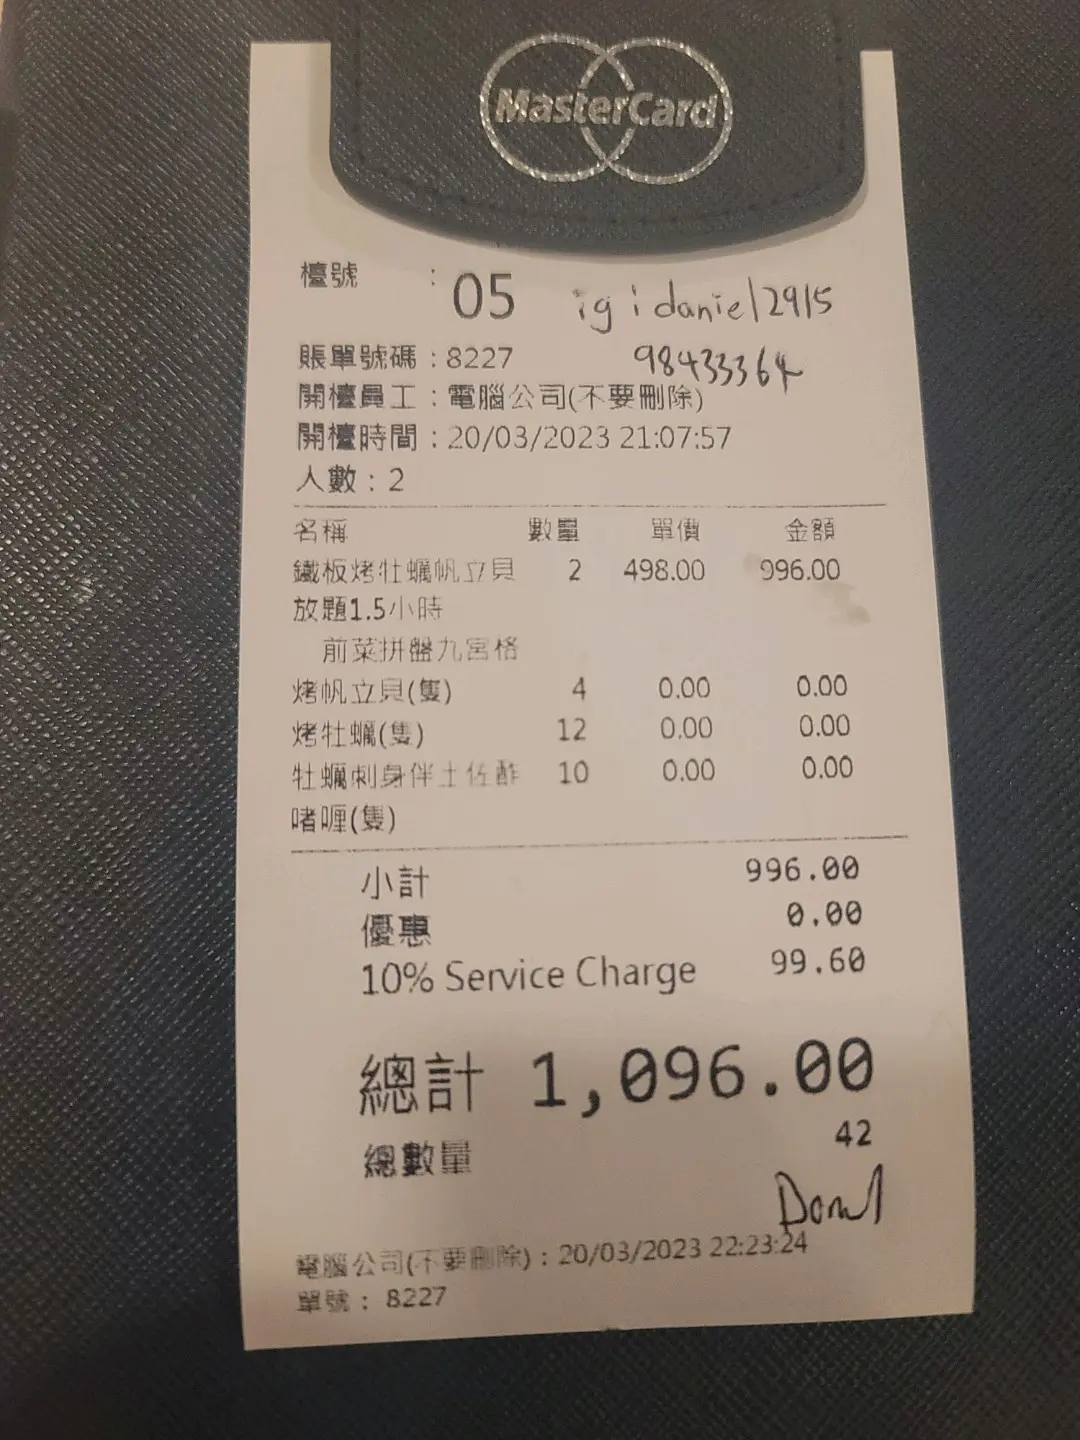 MasterCard
檯號 : 05 ig : daniel2915
98433364
賬單號碼 : 8227
開檯員工 : 電腦公司(不要刪除)
開檯時間 : 20/03/2023 21:07:57
人數 : 2
名稱 數量 單價 金額
鐵板烤牡蠣帆立貝 2 498.00 996.00
放題1.5小時
前菜拼盤九宮格
烤帆立貝(隻) 4 0.00 0.00
烤牡蠣(隻) 12 0.00 0.00
牡蠣刺身伴土佐酢 10 0.00 0.00
啫喱(隻)
小計 996.00
優惠 0.00
10% Service Charge 99.60
總計 1,096.00
總數量 42
電腦公司(不要刪除) : 20/03/2023 22:23:24
單號 : 8227